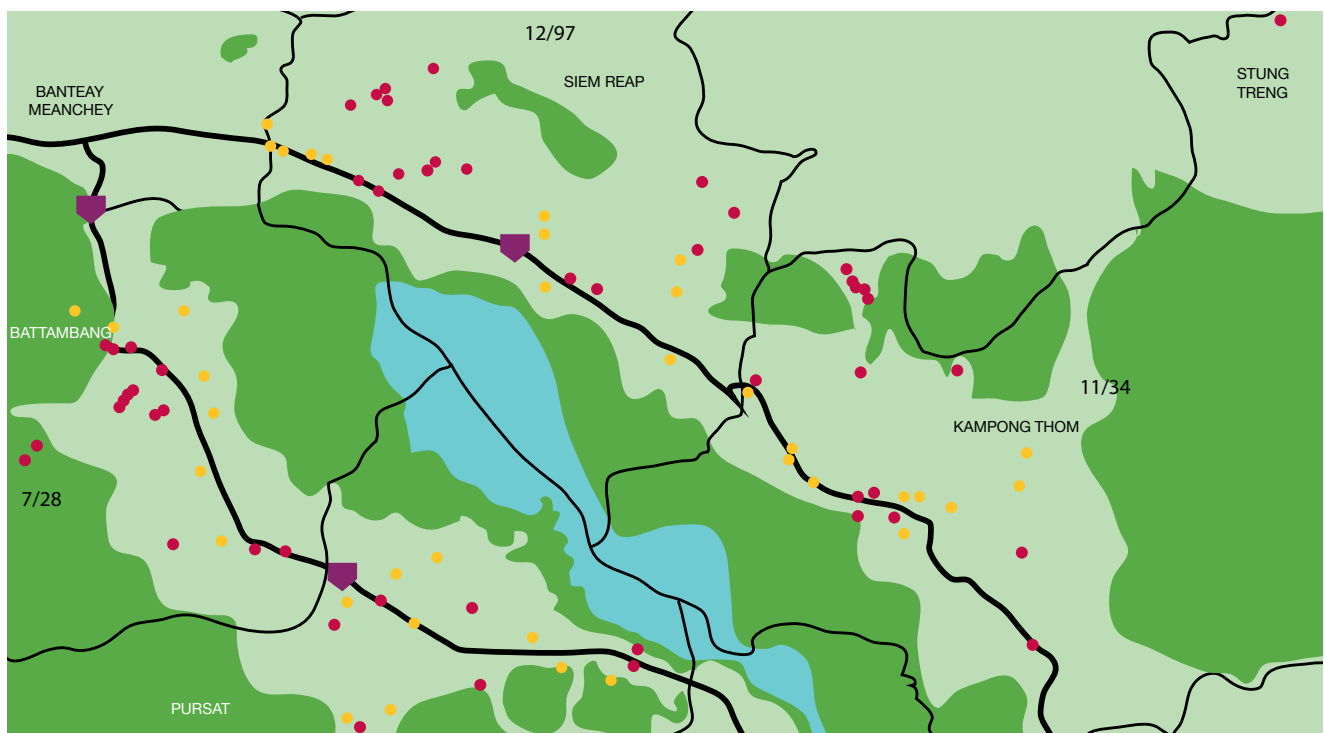 12/97
SIEM REAP
STUNG
TRENG
BANTEAY
MEANCHEY
BATTAMBANG
11/34
KAMPONG THOM
7/28
PURSAT